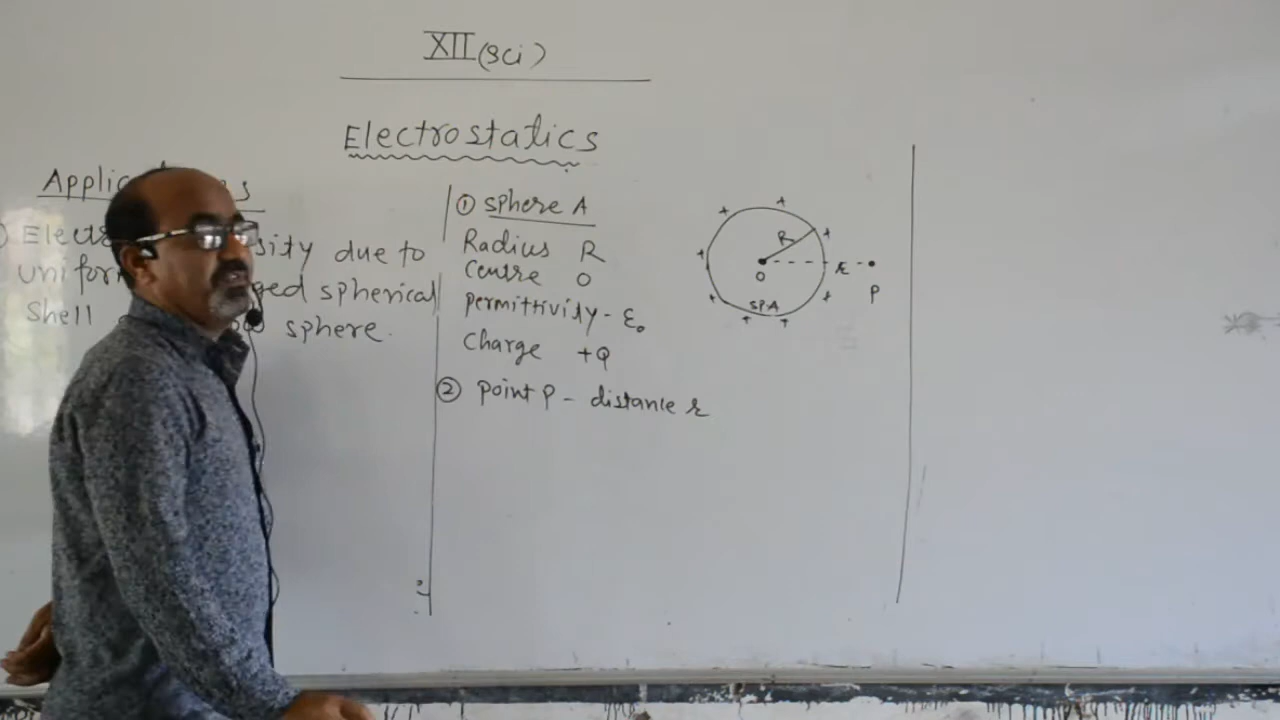 XII (Sci)
Electrostatics
Elect sity due to
unifor ged spherical
Shell sphere.
① Sphere A
Radius R
Centre O
permittivity - ε₀
Charge +Q
② point P - distance r
R
O
r
P
SP.A